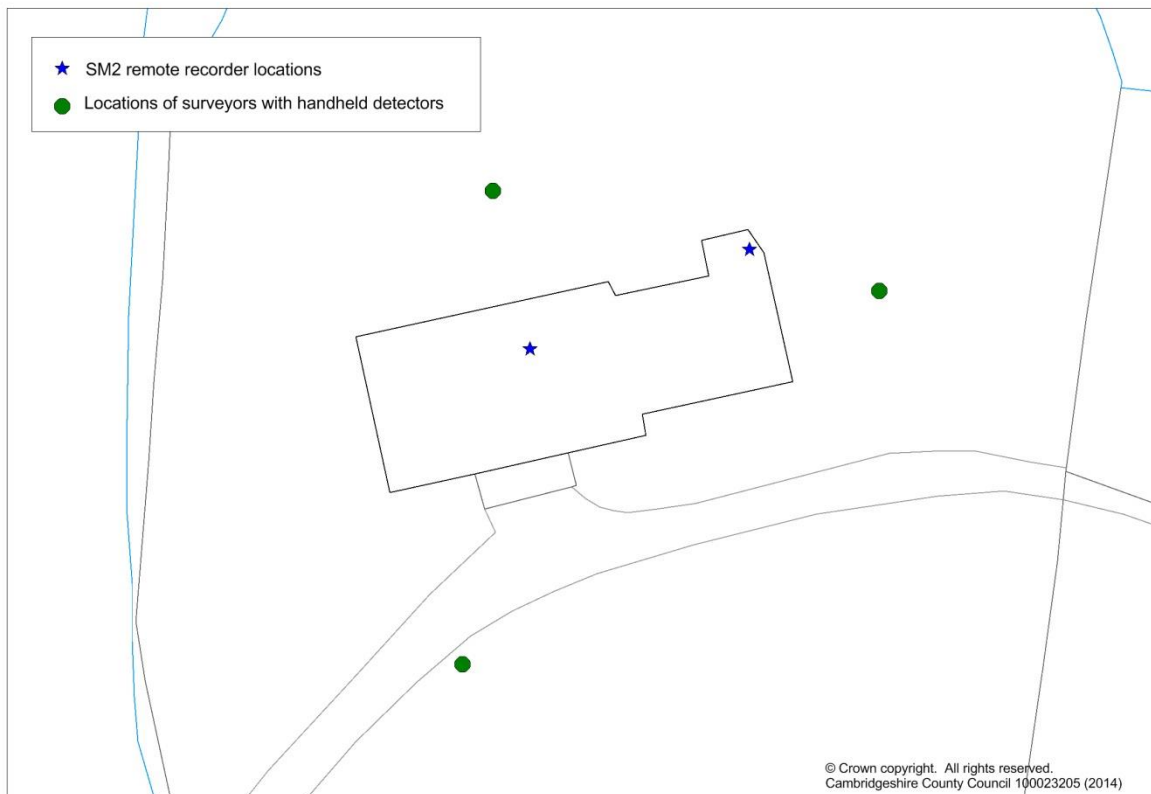 SM2 remote recorder locations
Locations of surveyors with handheld detectors
© Crown copyright. All rights reserved.
Cambridgeshire County Council 100023205 (2014)